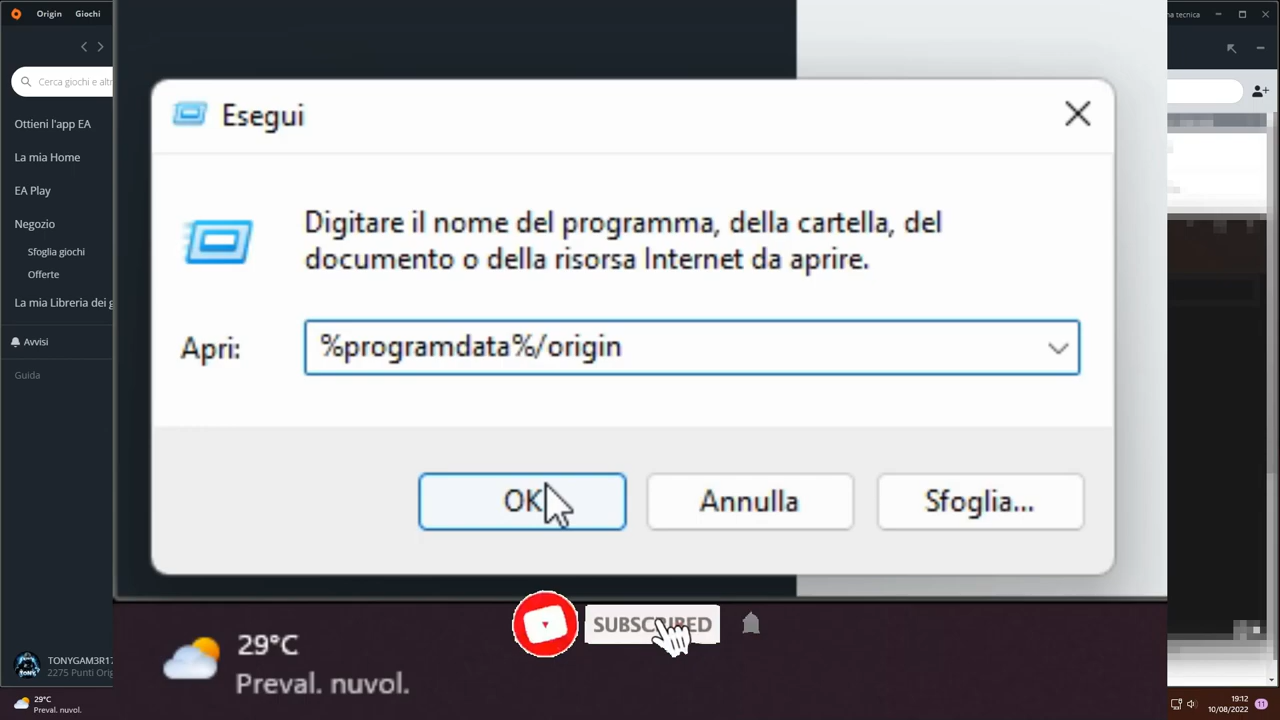 Origin Giochi
na tecnica
Cerca giochi e altr
Ottieni l'app EA
La mia Home
EA Play
Negozio
Sfoglia giochi
Offerte
La mia Libreria dei g
Avvisi
Guida
Esegui
Digitare il nome del programma, della cartella, del
documento o della risorsa Internet da aprire.
Apri: %programdata%/origin
OK Annulla Sfoglia...
SUBSCRIBED
29°C
Preval. nuvol.
TONYGAM3R17
2275 Punti Orig
29°C
Preval. nuvol.
19:12
10/08/2022
11